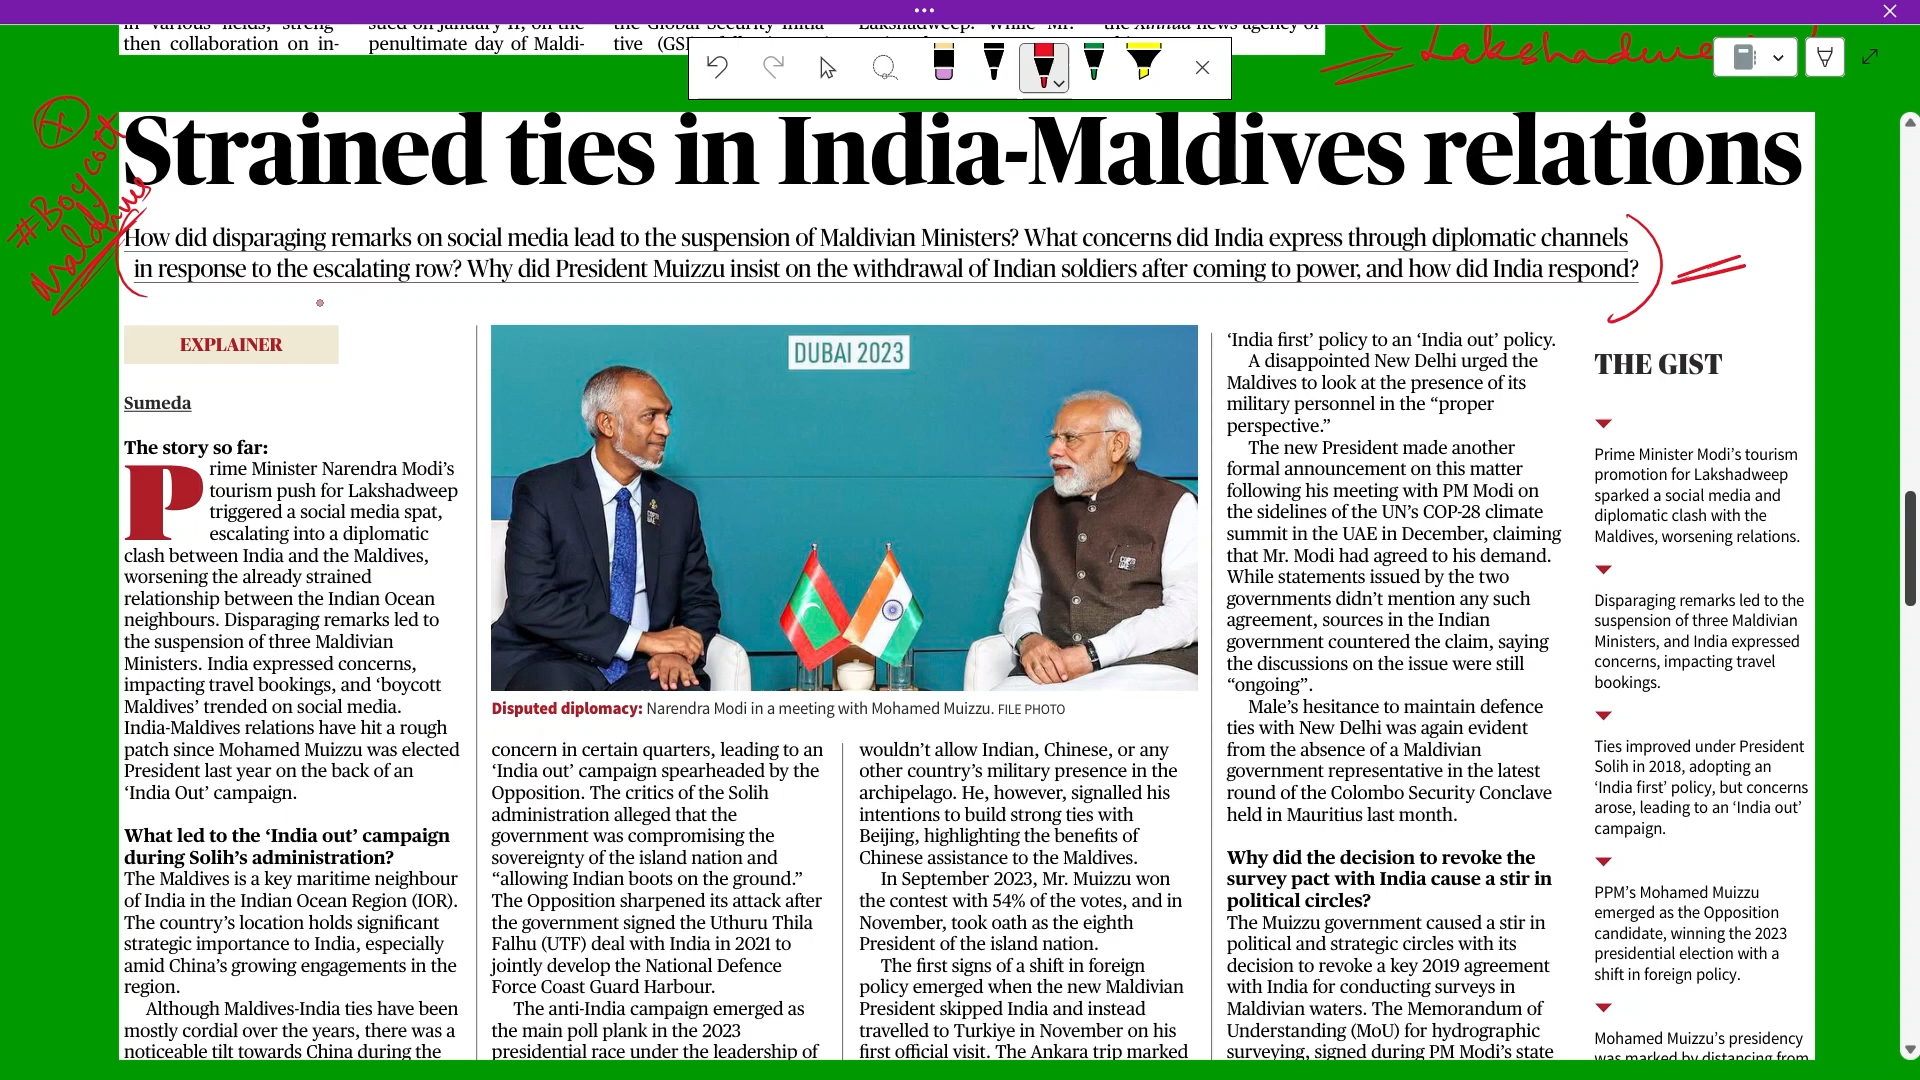 in various fields, streng-
then collaboration on in-
sued on January 11, on the
penultimate day of Maldi-
the Global Security Initia-
tive (GSI)
Lakshadweep. While Mr.
the Xinhua news agency of
Lakshadwee
#Boycott
Maldives
Strained ties in India-Maldives relations
How did disparaging remarks on social media lead to the suspension of Maldivian Ministers? What concerns did India express through diplomatic channels
in response to the escalating row? Why did President Muizzu insist on the withdrawal of Indian soldiers after coming to power, and how did India respond?
EXPLAINER
Sumeda
The story so far:
Prime Minister Narendra Modi’s
tourism push for Lakshadweep
triggered a social media spat,
escalating into a diplomatic
clash between India and the Maldives,
worsening the already strained
relationship between the Indian Ocean
neighbours. Disparaging remarks led to
the suspension of three Maldivian
Ministers. India expressed concerns,
impacting travel bookings, and ‘boycott
Maldives’ trended on social media.
India-Maldives relations have hit a rough
patch since Mohamed Muizzu was elected
President last year on the back of an
‘India Out’ campaign.
What led to the ‘India out’ campaign
during Solih’s administration?
The Maldives is a key maritime neighbour
of India in the Indian Ocean Region (IOR).
The country’s location holds significant
strategic importance to India, especially
amid China’s growing engagements in the
region.
Although Maldives-India ties have been
mostly cordial over the years, there was a
noticeable tilt towards China during the
DUBAI 2023
Disputed diplomacy: Narendra Modi in a meeting with Mohamed Muizzu. FILE PHOTO
concern in certain quarters, leading to an
‘India out’ campaign spearheaded by the
Opposition. The critics of the Solih
administration alleged that the
government was compromising the
sovereignty of the island nation and
“allowing Indian boots on the ground.”
The Opposition sharpened its attack after
the government signed the Uthuru Thila
Falhu (UTF) deal with India in 2021 to
jointly develop the National Defence
Force Coast Guard Harbour.
The anti-India campaign emerged as
the main poll plank in the 2023
presidential race under the leadership of
wouldn’t allow Indian, Chinese, or any
other country’s military presence in the
archipelago. He, however, signalled his
intentions to build strong ties with
Beijing, highlighting the benefits of
Chinese assistance to the Maldives.
In September 2023, Mr. Muizzu won
the contest with 54% of the votes, and in
November, took oath as the eighth
President of the island nation.
The first signs of a shift in foreign
policy emerged when the new Maldivian
President skipped India and instead
travelled to Turkiye in November on his
first official visit. The Ankara trip marked
‘India first’ policy to an ‘India out’ policy.
A disappointed New Delhi urged the
Maldives to look at the presence of its
military personnel in the “proper
perspective.”
The new President made another
formal announcement on this matter
following his meeting with PM Modi on
the sidelines of the UN’s COP-28 climate
summit in the UAE in December, claiming
that Mr. Modi had agreed to his demand.
While statements issued by the two
governments didn’t mention any such
agreement, sources in the Indian
government countered the claim, saying
the discussions on the issue were still
“ongoing”.
Male’s hesitance to maintain defence
ties with New Delhi was again evident
from the absence of a Maldivian
government representative in the latest
round of the Colombo Security Conclave
held in Mauritius last month.
Why did the decision to revoke the
survey pact with India cause a stir in
political circles?
The Muizzu government caused a stir in
political and strategic circles with its
decision to revoke a key 2019 agreement
with India for conducting surveys in
Maldivian waters. The Memorandum of
Understanding (MoU) for hydrographic
surveying, signed during PM Modi’s state
THE GIST
Prime Minister Modi’s tourism
promotion for Lakshadweep
sparked a social media and
diplomatic clash with the
Maldives, worsening relations.
Disparaging remarks led to the
suspension of three Maldivian
Ministers, and India expressed
concerns, impacting travel
bookings.
Ties improved under President
Solih in 2018, adopting an
‘India first’ policy, but concerns
arose, leading to an ‘India out’
campaign.
PPM’s Mohamed Muizzu
emerged as the Opposition
candidate, winning the 2023
presidential election with a
shift in foreign policy.
Mohamed Muizzu’s presidency
was marked by distancing from